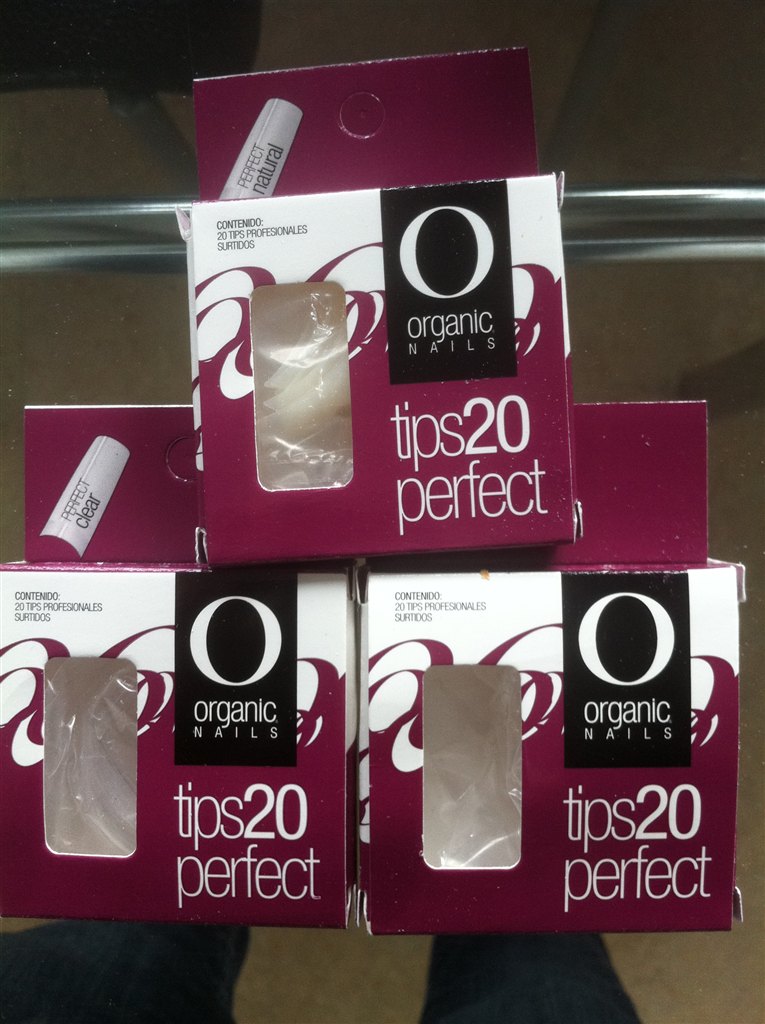 PERFECT
natural
CONTENIDO:
20 TIPS PROFESIONALES
SURTIDOS
O
organic
NAILS
tips20
perfect
PERFECT
clear
CONTENIDO:
20 TIPS PROFESIONALES
SURTIDOS
O
organic
NAILS
tips20
perfect
CONTENIDO:
20 TIPS PROFESIONALES
SURTIDOS
O
organic
NAILS
tips20
perfect